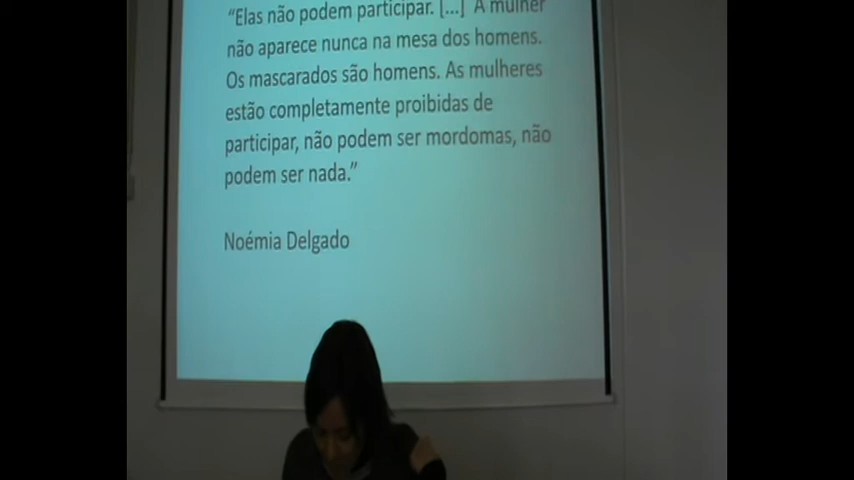 “Elas não podem participar. [...] A mulher
não aparece nunca na mesa dos homens.
Os mascarados são homens. As mulheres
estão completamente proibidas de
participar, não podem ser mordomas, não
podem ser nada.”
Noémia Delgado